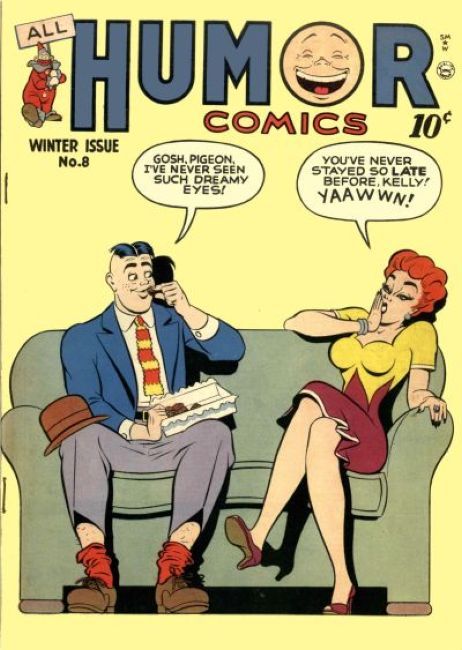 ALL
HUMOR
COMICS
10¢
SM
W
WINTER ISSUE
No.8
GOSH, PIGEON,
I'VE NEVER SEEN
SUCH DREAMY
EYES!
YOU'VE NEVER
STAYED SO LATE
BEFORE, KELLY!
YAAWWN!